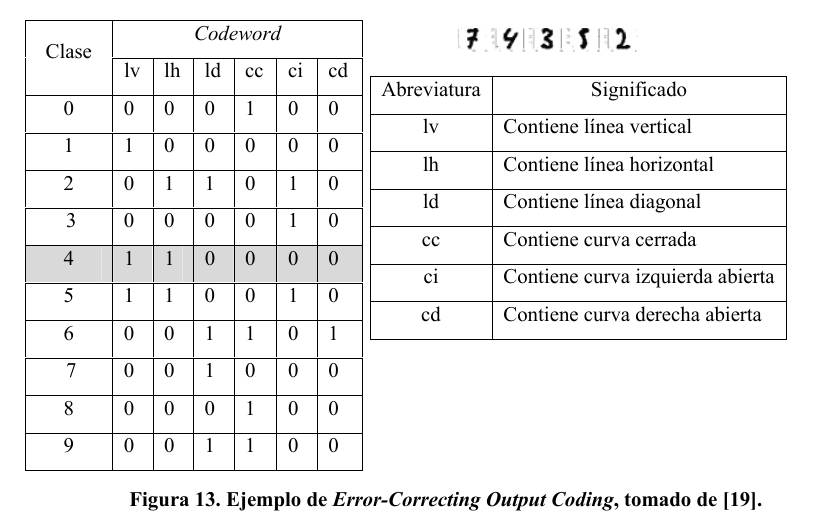 Clase Codeword
lv lh ld cc ci cd
0 0 0 0 1 0 0
1 1 0 0 0 0 0
2 0 1 1 0 1 0
3 0 0 0 0 1 0
4 1 1 0 0 0 0
5 1 1 0 0 1 0
6 0 0 1 1 0 1
7 0 0 1 0 0 0
8 0 0 0 1 0 0
9 0 0 1 1 0 0
7 4 3 5 2
Abreviatura Significado
lv Contiene línea vertical
lh Contiene línea horizontal
ld Contiene línea diagonal
cc Contiene curva cerrada
ci Contiene curva izquierda abierta
cd Contiene curva derecha abierta
Figura 13. Ejemplo de Error-Correcting Output Coding, tomado de [19].